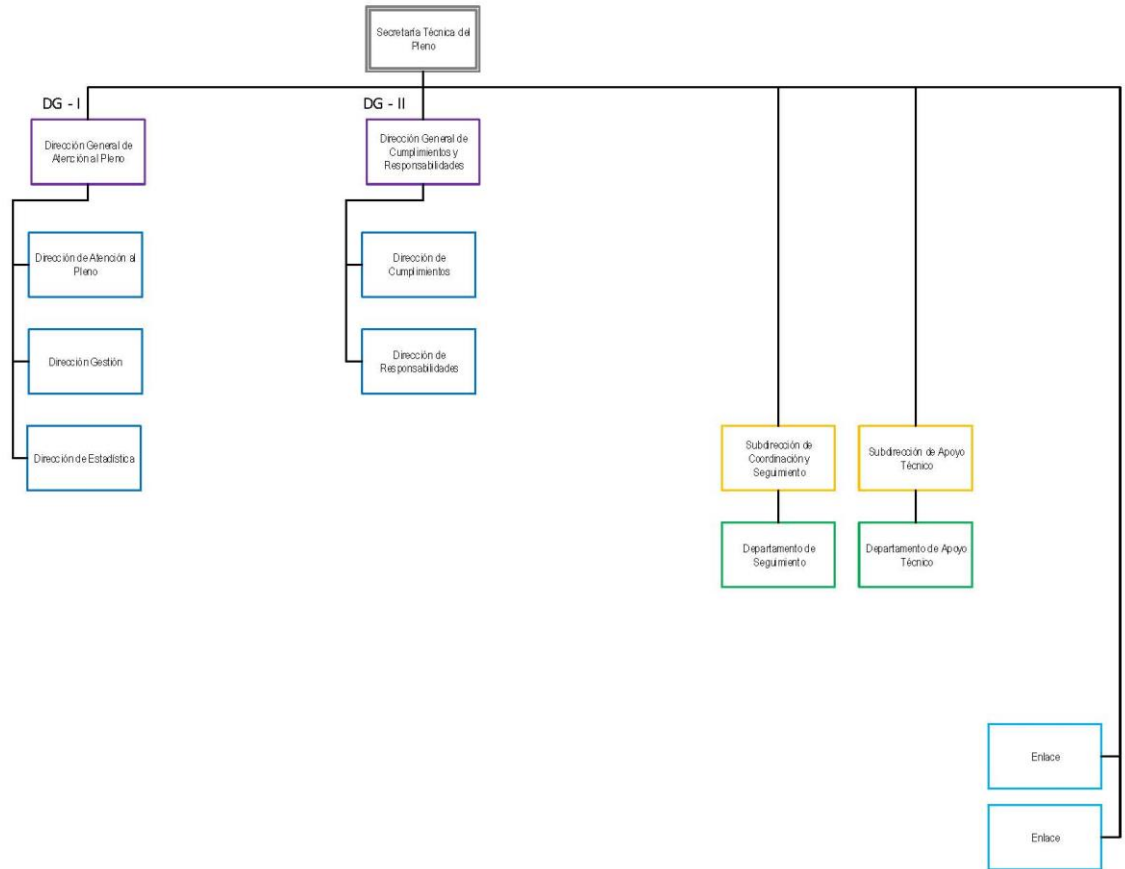 Secretaría Técnica del
Pleno
DG - I
DG - II
Dirección General de
Atención al Pleno
Dirección General de
Cumplimientos y
Responsabilidades
Dirección de Atención al
Pleno
Dirección de
Cumplimientos
Dirección Gestión
Dirección de
Responsabilidades
Dirección de Estadística
Subdirección de
Coordinación y
Seguimiento
Subdirección de Apoyo
Técnico
Departamento de
Seguimiento
Departamento de Apoyo
Técnico
Enlace
Enlace